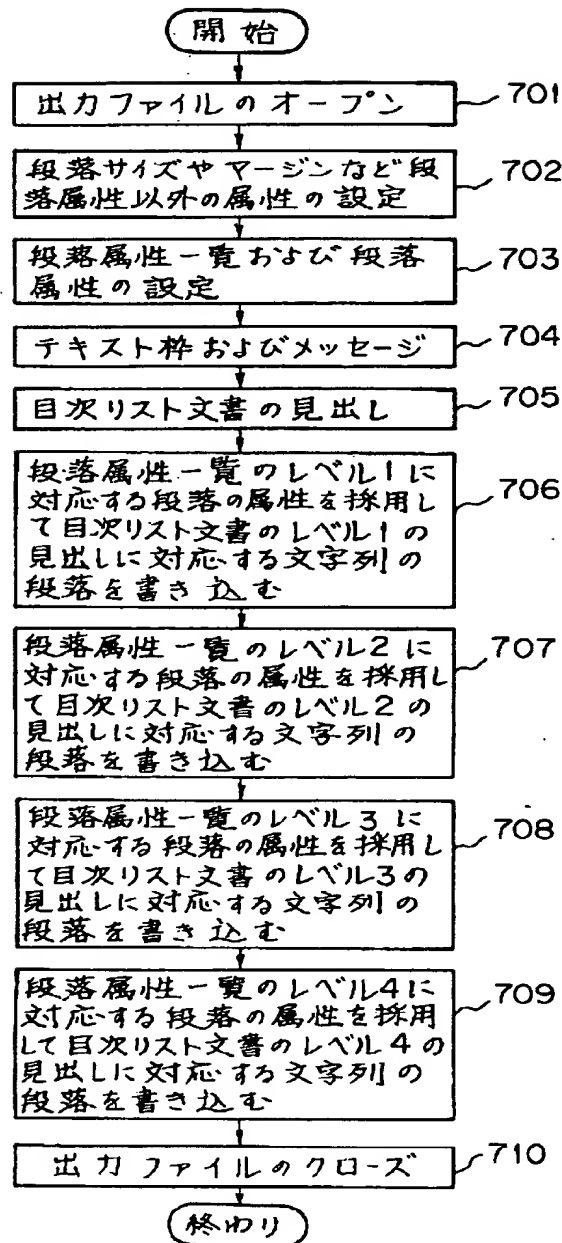 開始
出力ファイルのオープン
701
段落サイズやマージンなど段
落属性以外の属性の設定
702
段落属性一覧および段落
属性の設定
703
テキスト枠およびメッセージ
704
目次リスト文書の見出し
705
段落属性一覧のレベル1に
対応する段落の属性を採用し
て目次リスト文書のレベル1の
見出しに対応する文字列の
段落を書き込む
706
段落属性一覧のレベル2に
対応する段落の属性を採用し
て目次リスト文書のレベル2の
見出しに対応する文字列の
段落を書き込む
707
段落属性一覧のレベル3に
対応する段落の属性を採用し
て目次リスト文書のレベル3の
見出しに対応する文字列の
段落を書き込む
708
段落属性一覧のレベル4に
対応する段落の属性を採用
して目次リスト文書のレベル4の
見出しに対応する文字列の
段落を書き込む
709
出力ファイルのクローズ
710
終わり